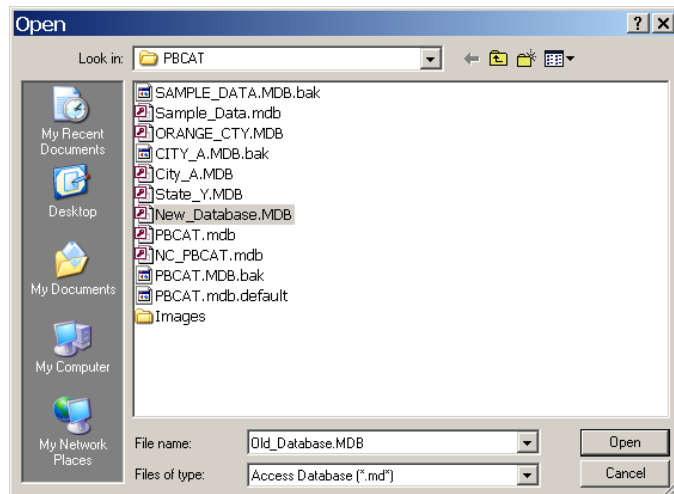 Open
Look in: PBCAT
My Recent
Documents
Desktop
My Documents
My Computer
My Network
Places
SAMPLE_DATA.MDB.bak
Sample_Data.mdb
ORANGE_CTY.MDB
CITY_A.MDB.bak
City_A.MDB
State_Y.MDB
New_Database.MDB
PBCAT.mdb
NC_PBCAT.mdb
PBCAT.MDB.bak
PBCAT.mdb.default
Images
File name: Old_Database.MDB Open
Files of type: Access Database (*.md*) Cancel